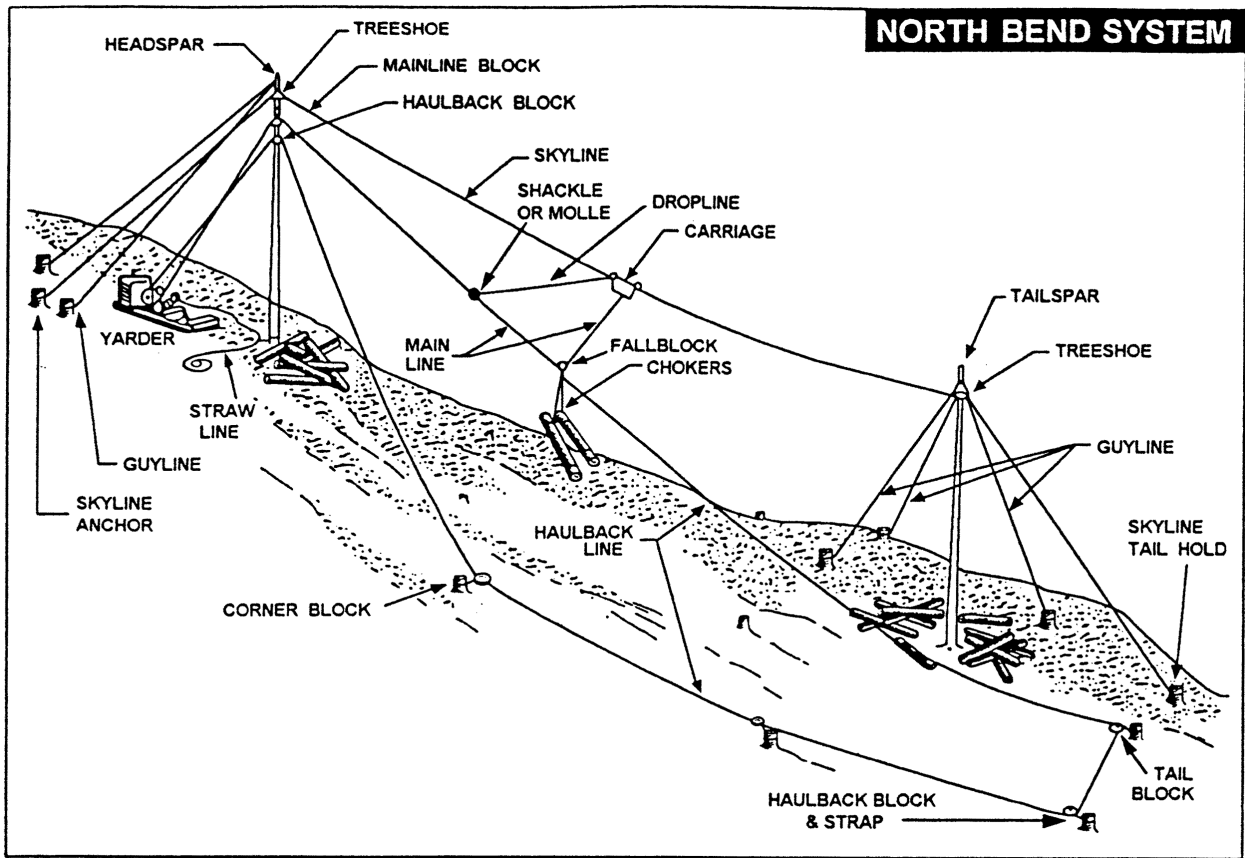 NORTH BEND SYSTEM
TREESHOE
HEADSPAR
MAINLINE BLOCK
HAULBACK BLOCK
SKYLINE
SHACKLE
OR MOLLE
DROPLINE
CARRIAGE
TAILSPAR
YARDER
MAIN
LINE
FALLBLOCK
CHOKERS
TREESHOE
STRAW
LINE
GUYLINE
GUYLINE
SKYLINE
ANCHOR
HAULBACK
LINE
SKYLINE
TAIL HOLD
CORNER BLOCK
TAIL
BLOCK
HAULBACK BLOCK
& STRAP